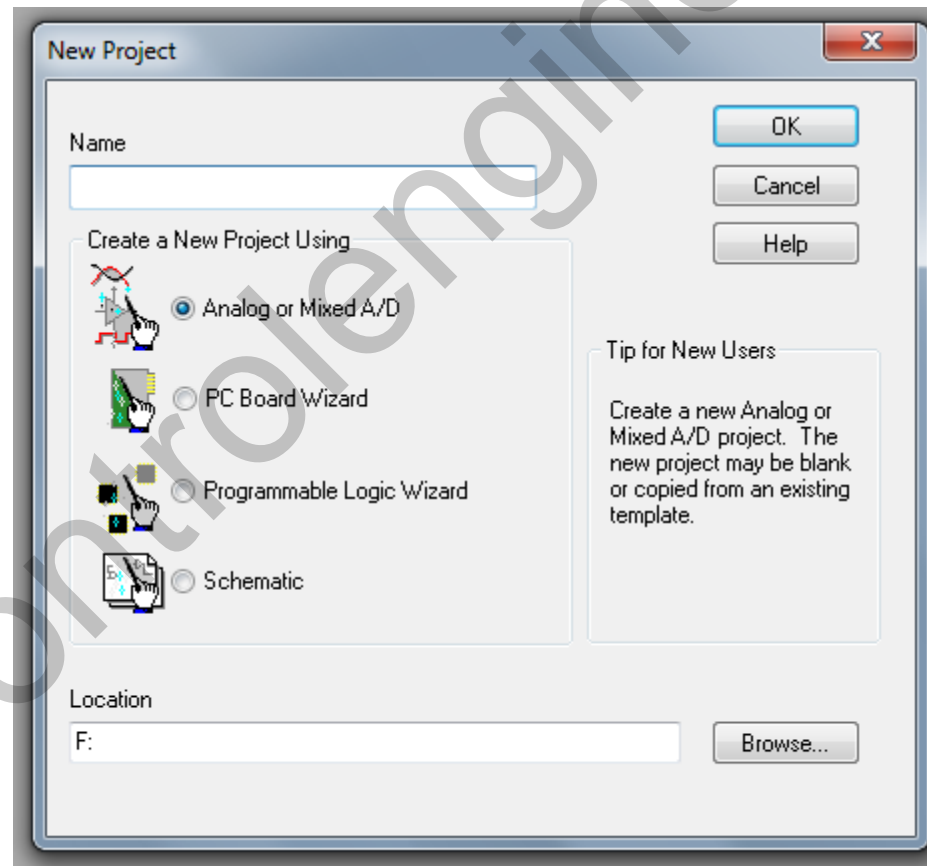 New Project
Name
OK
Cancel
Help
Create a New Project Using
Analog or Mixed A/D
PC Board Wizard
Programmable Logic Wizard
Schematic
Tip for New Users
Create a new Analog or
Mixed A/D project. The
new project may be blank
or copied from an existing
template.
Location
F:
Browse...
ontrolengin